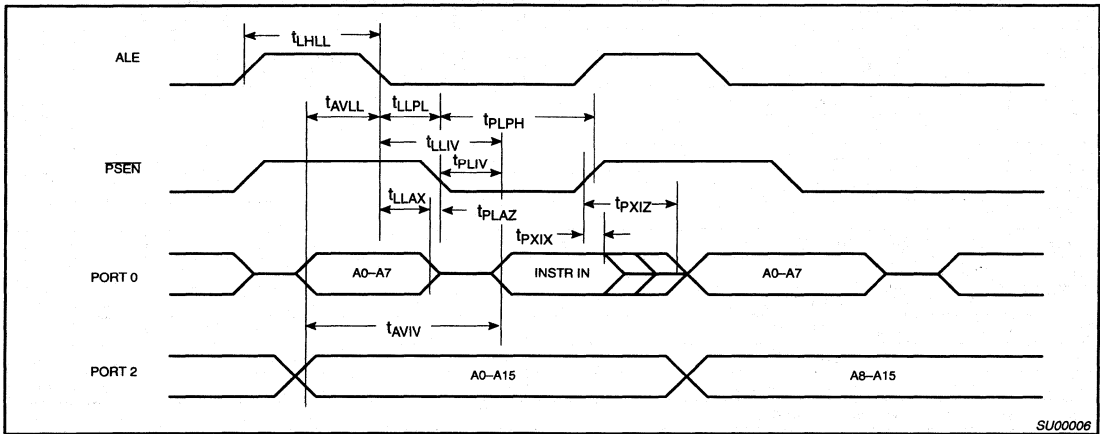 tLHLL
ALE
tAVLL
tLLPL
tPLPH
tLLIV
PSEN
tPLIV
tLLAX
tPLAZ
tPXIZ
tPXIX
PORT 0
A0–A7
INSTR IN
A0–A7
tAVIV
PORT 2
A0–A15
A8–A15
SU00006